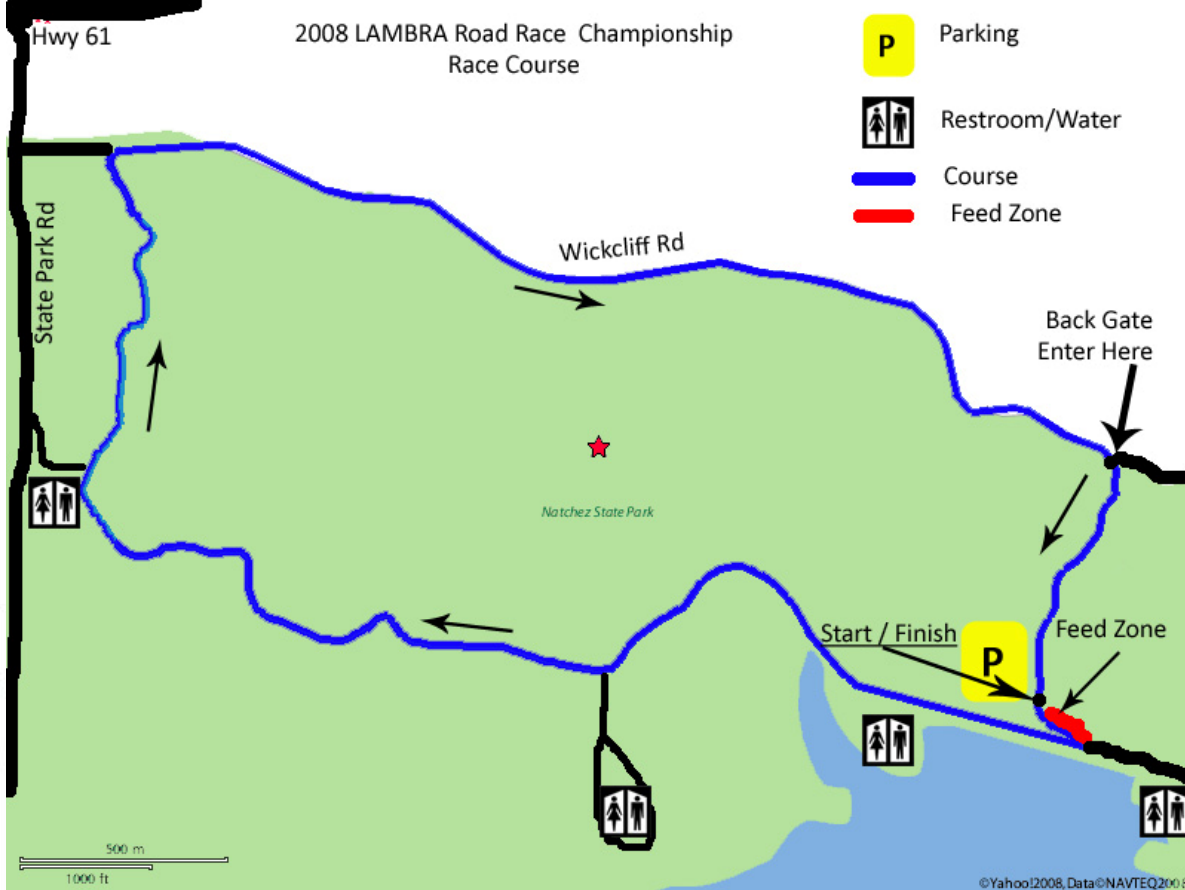 Hwy 61
2008 LAMBRA Road Race Championship
Race Course
P
Parking
Restroom/Water
Course
Feed Zone
State Park Rd
Wickcliff Rd
Back Gate
Enter Here
Natchez State Park
Start / Finish
P
Feed Zone
500 m
1000 ft
©Yahoo!2008, Data©NAVTEQ2008